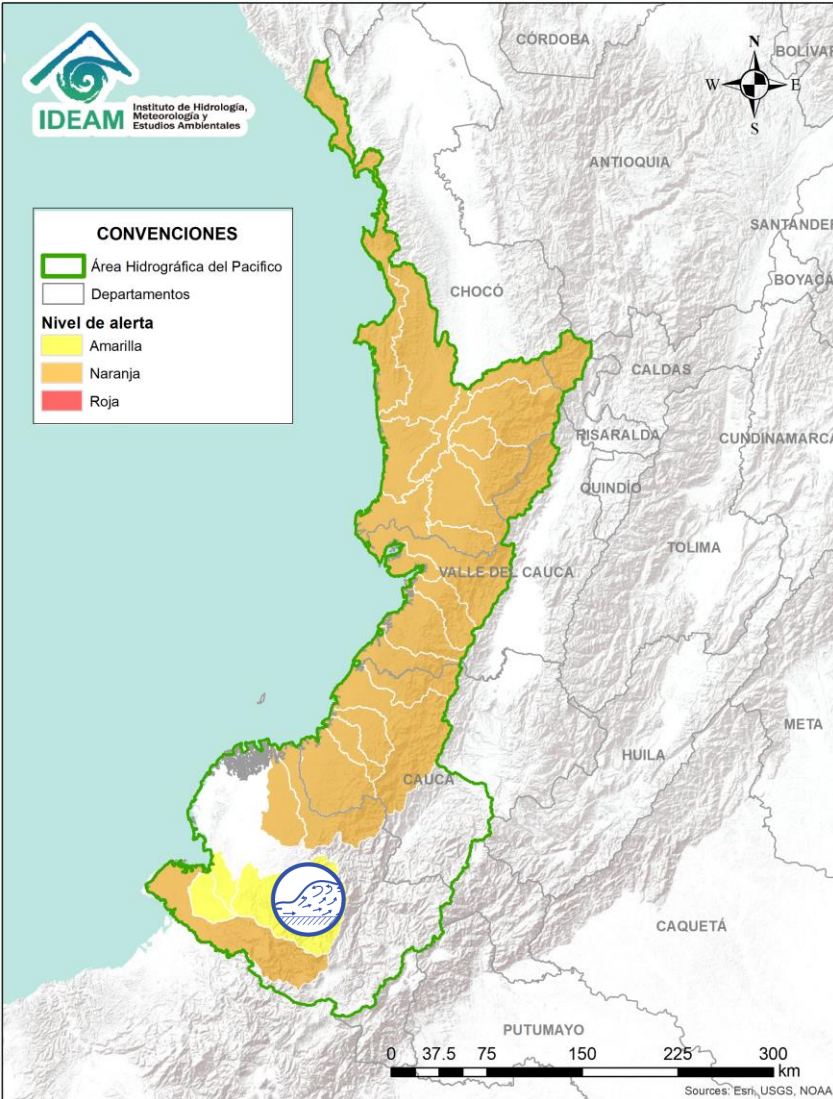 IDEAM
Instituto de Hidrología,
Meteorología y
Estudios Ambientales
N
W
E
S
CÓRDOBA
BOLÍVAR
ANTIOQUIA
SANTANDER
BOYACÁ
CHOCÓ
CALDAS
RISARALDA
CUNDINAMARCA
QUINDÍO
TOLIMA
VALLE DEL CAUCA
META
HUILA
CAUCA
CAQUETÁ
PUTUMAYO
CONVENCIONES
Área Hidrográfica del Pacifico
Departamentos
Nivel de alerta
Amarilla
Naranja
Roja
0 37.5 75 150 225 300
km
Sources: Esri, USGS, NOAA